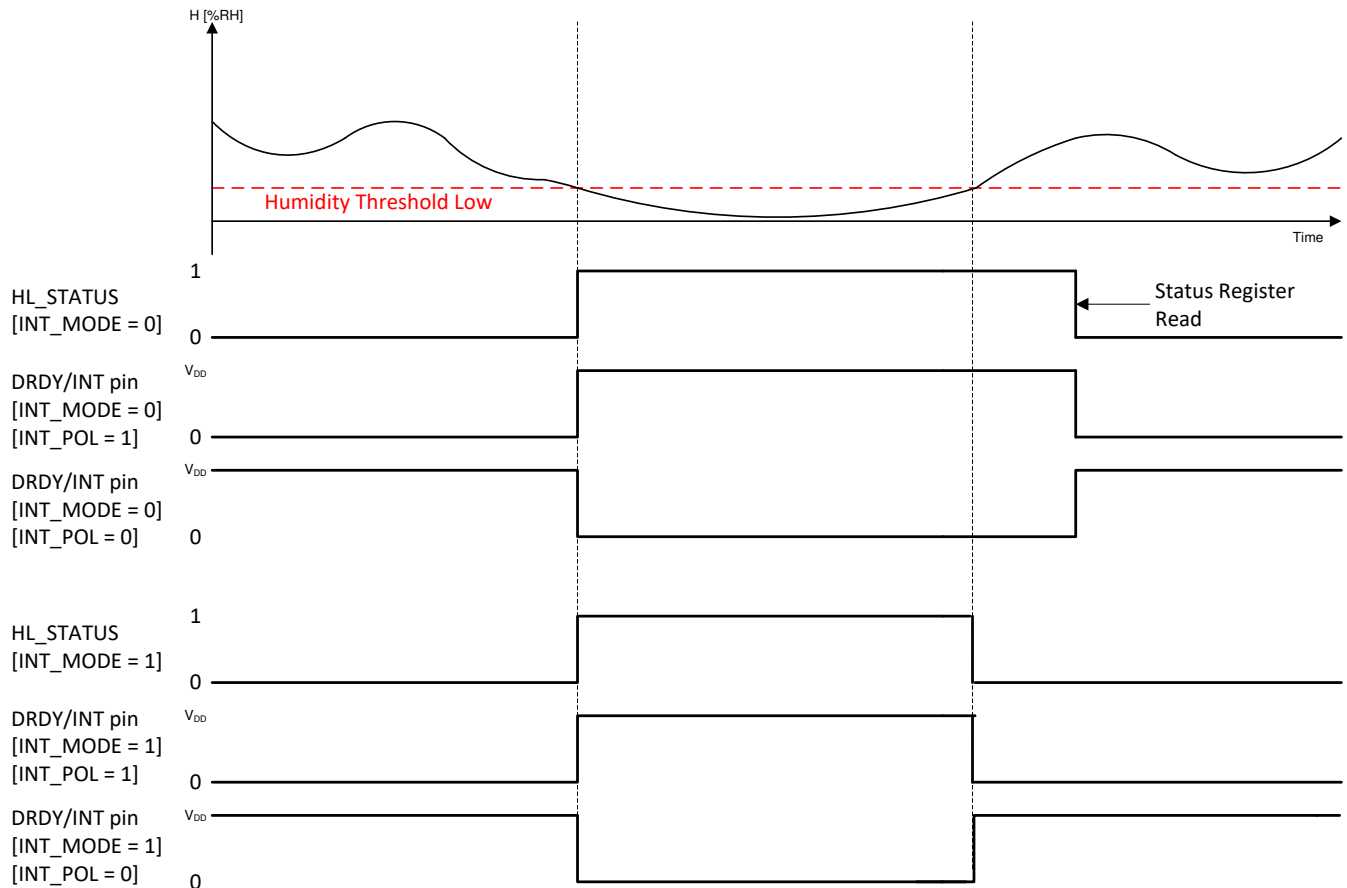 H [%RH]
Humidity Threshold Low
Time
1
HL_STATUS
[INT_MODE = 0]
0
Status Register
Read
VDD
DRDY/INT pin
[INT_MODE = 0]
[INT_POL = 1]
0
VDD
DRDY/INT pin
[INT_MODE = 0]
[INT_POL = 0]
0
1
HL_STATUS
[INT_MODE = 1]
0
VDD
DRDY/INT pin
[INT_MODE = 1]
[INT_POL = 1]
0
VDD
DRDY/INT pin
[INT_MODE = 1]
[INT_POL = 0]
0